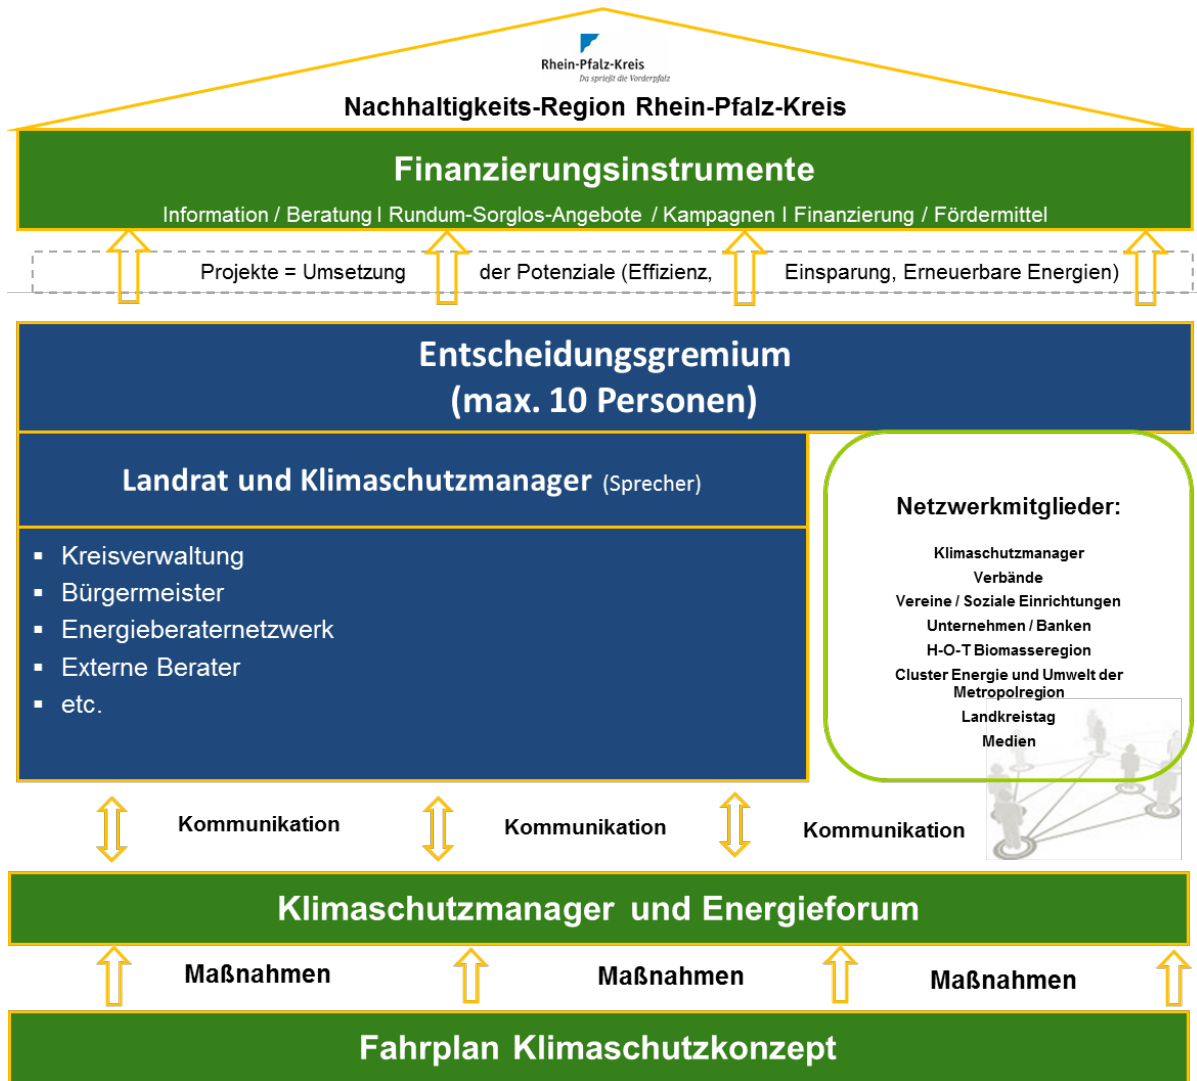 Rhein-Pfalz-Kreis
Da sprießt die Vorderpfalz
Nachhaltigkeits-Region Rhein-Pfalz-Kreis
Finanzierungsinstrumente
Information / Beratung I Rundum-Sorglos-Angebote / Kampagnen I Finanzierung / Fördermittel
Projekte = Umsetzung der Potenziale (Effizienz, Einsparung, Erneuerbare Energien)
Entscheidungsgremium
(max. 10 Personen)
Landrat und Klimaschutzmanager (Sprecher)
▪ Kreisverwaltung
▪ Bürgermeister
▪ Energieberaternetzwerk
▪ Externe Berater
▪ etc.
Netzwerkmitglieder:
Klimaschutzmanager
Verbände
Vereine / Soziale Einrichtungen
Unternehmen / Banken
H-O-T Biomasseregion
Cluster Energie und Umwelt der
Metropolregion
Landkreistag
Medien
Kommunikation Kommunikation Kommunikation
Klimaschutzmanager und Energieforum
Maßnahmen Maßnahmen Maßnahmen
Fahrplan Klimaschutzkonzept